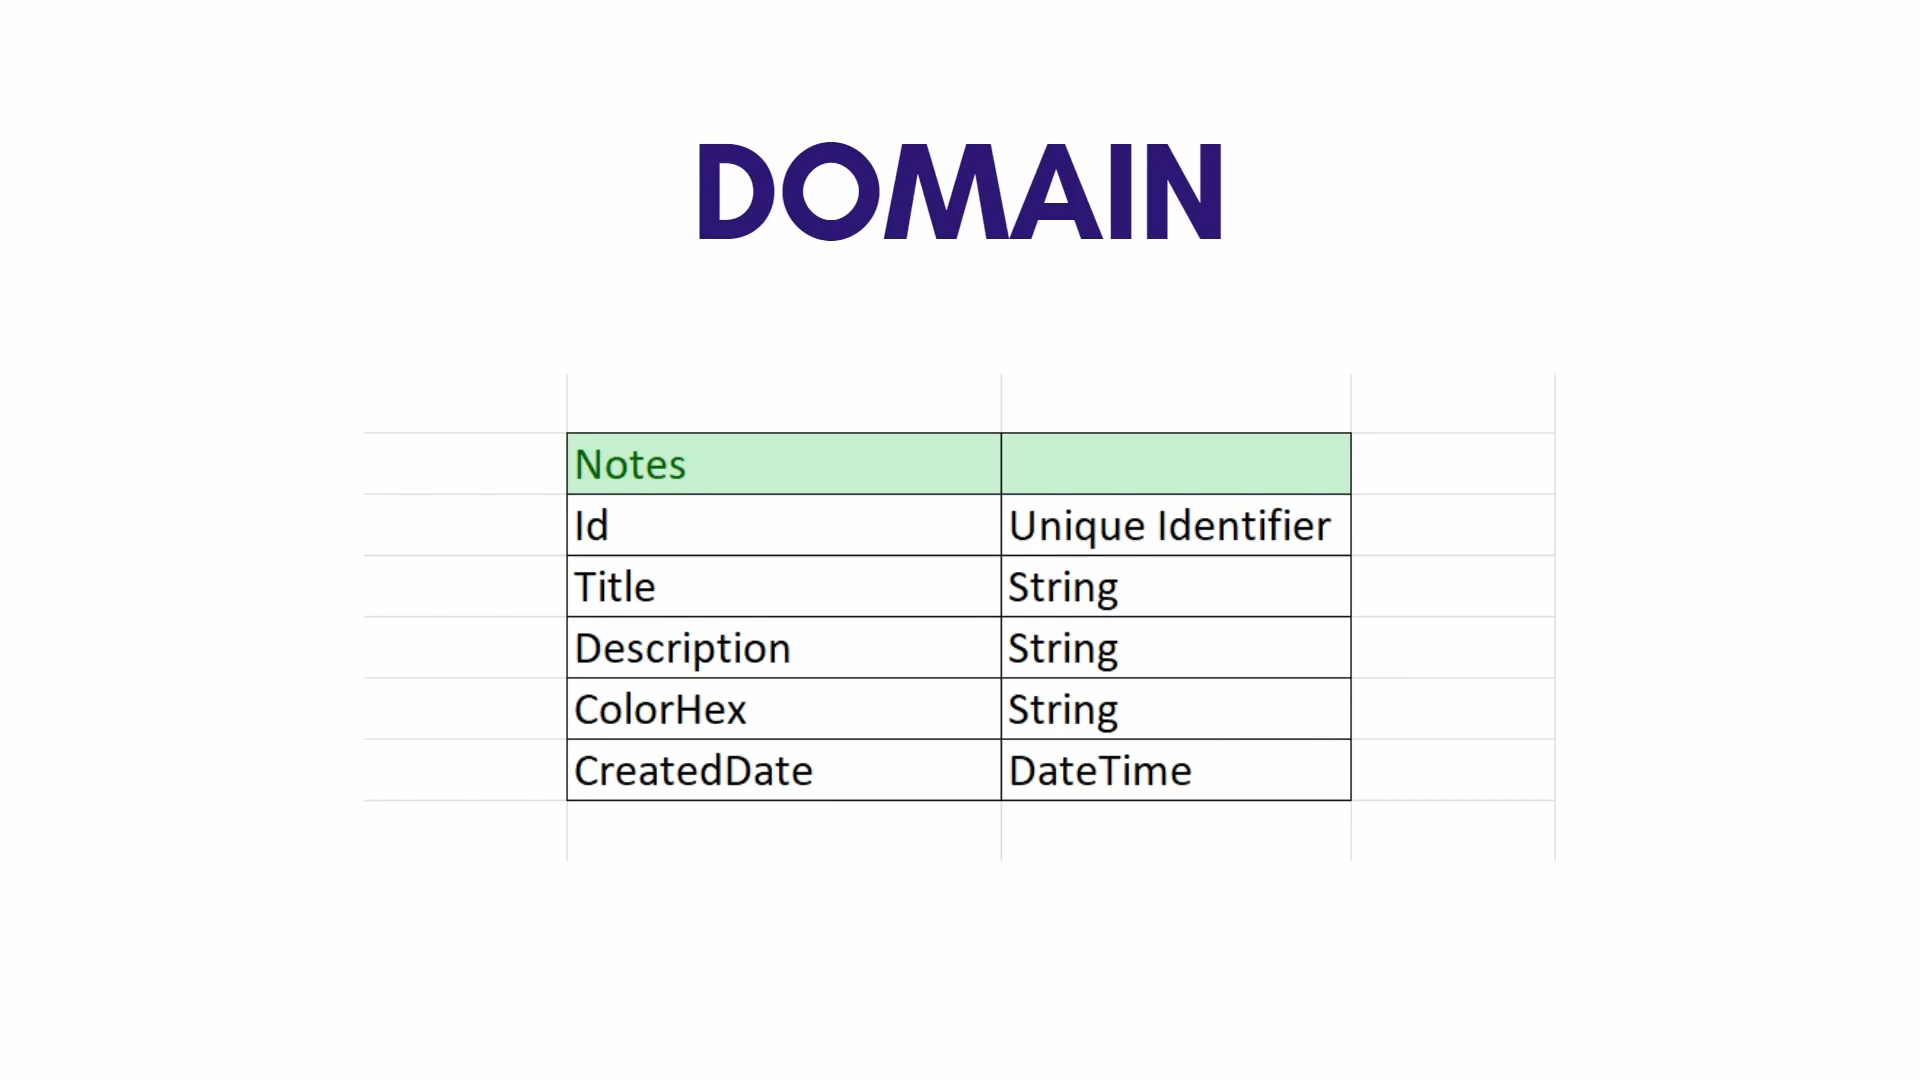 DOMAIN
Notes
Id Unique Identifier
Title String
Description String
ColorHex String
CreatedDate DateTime